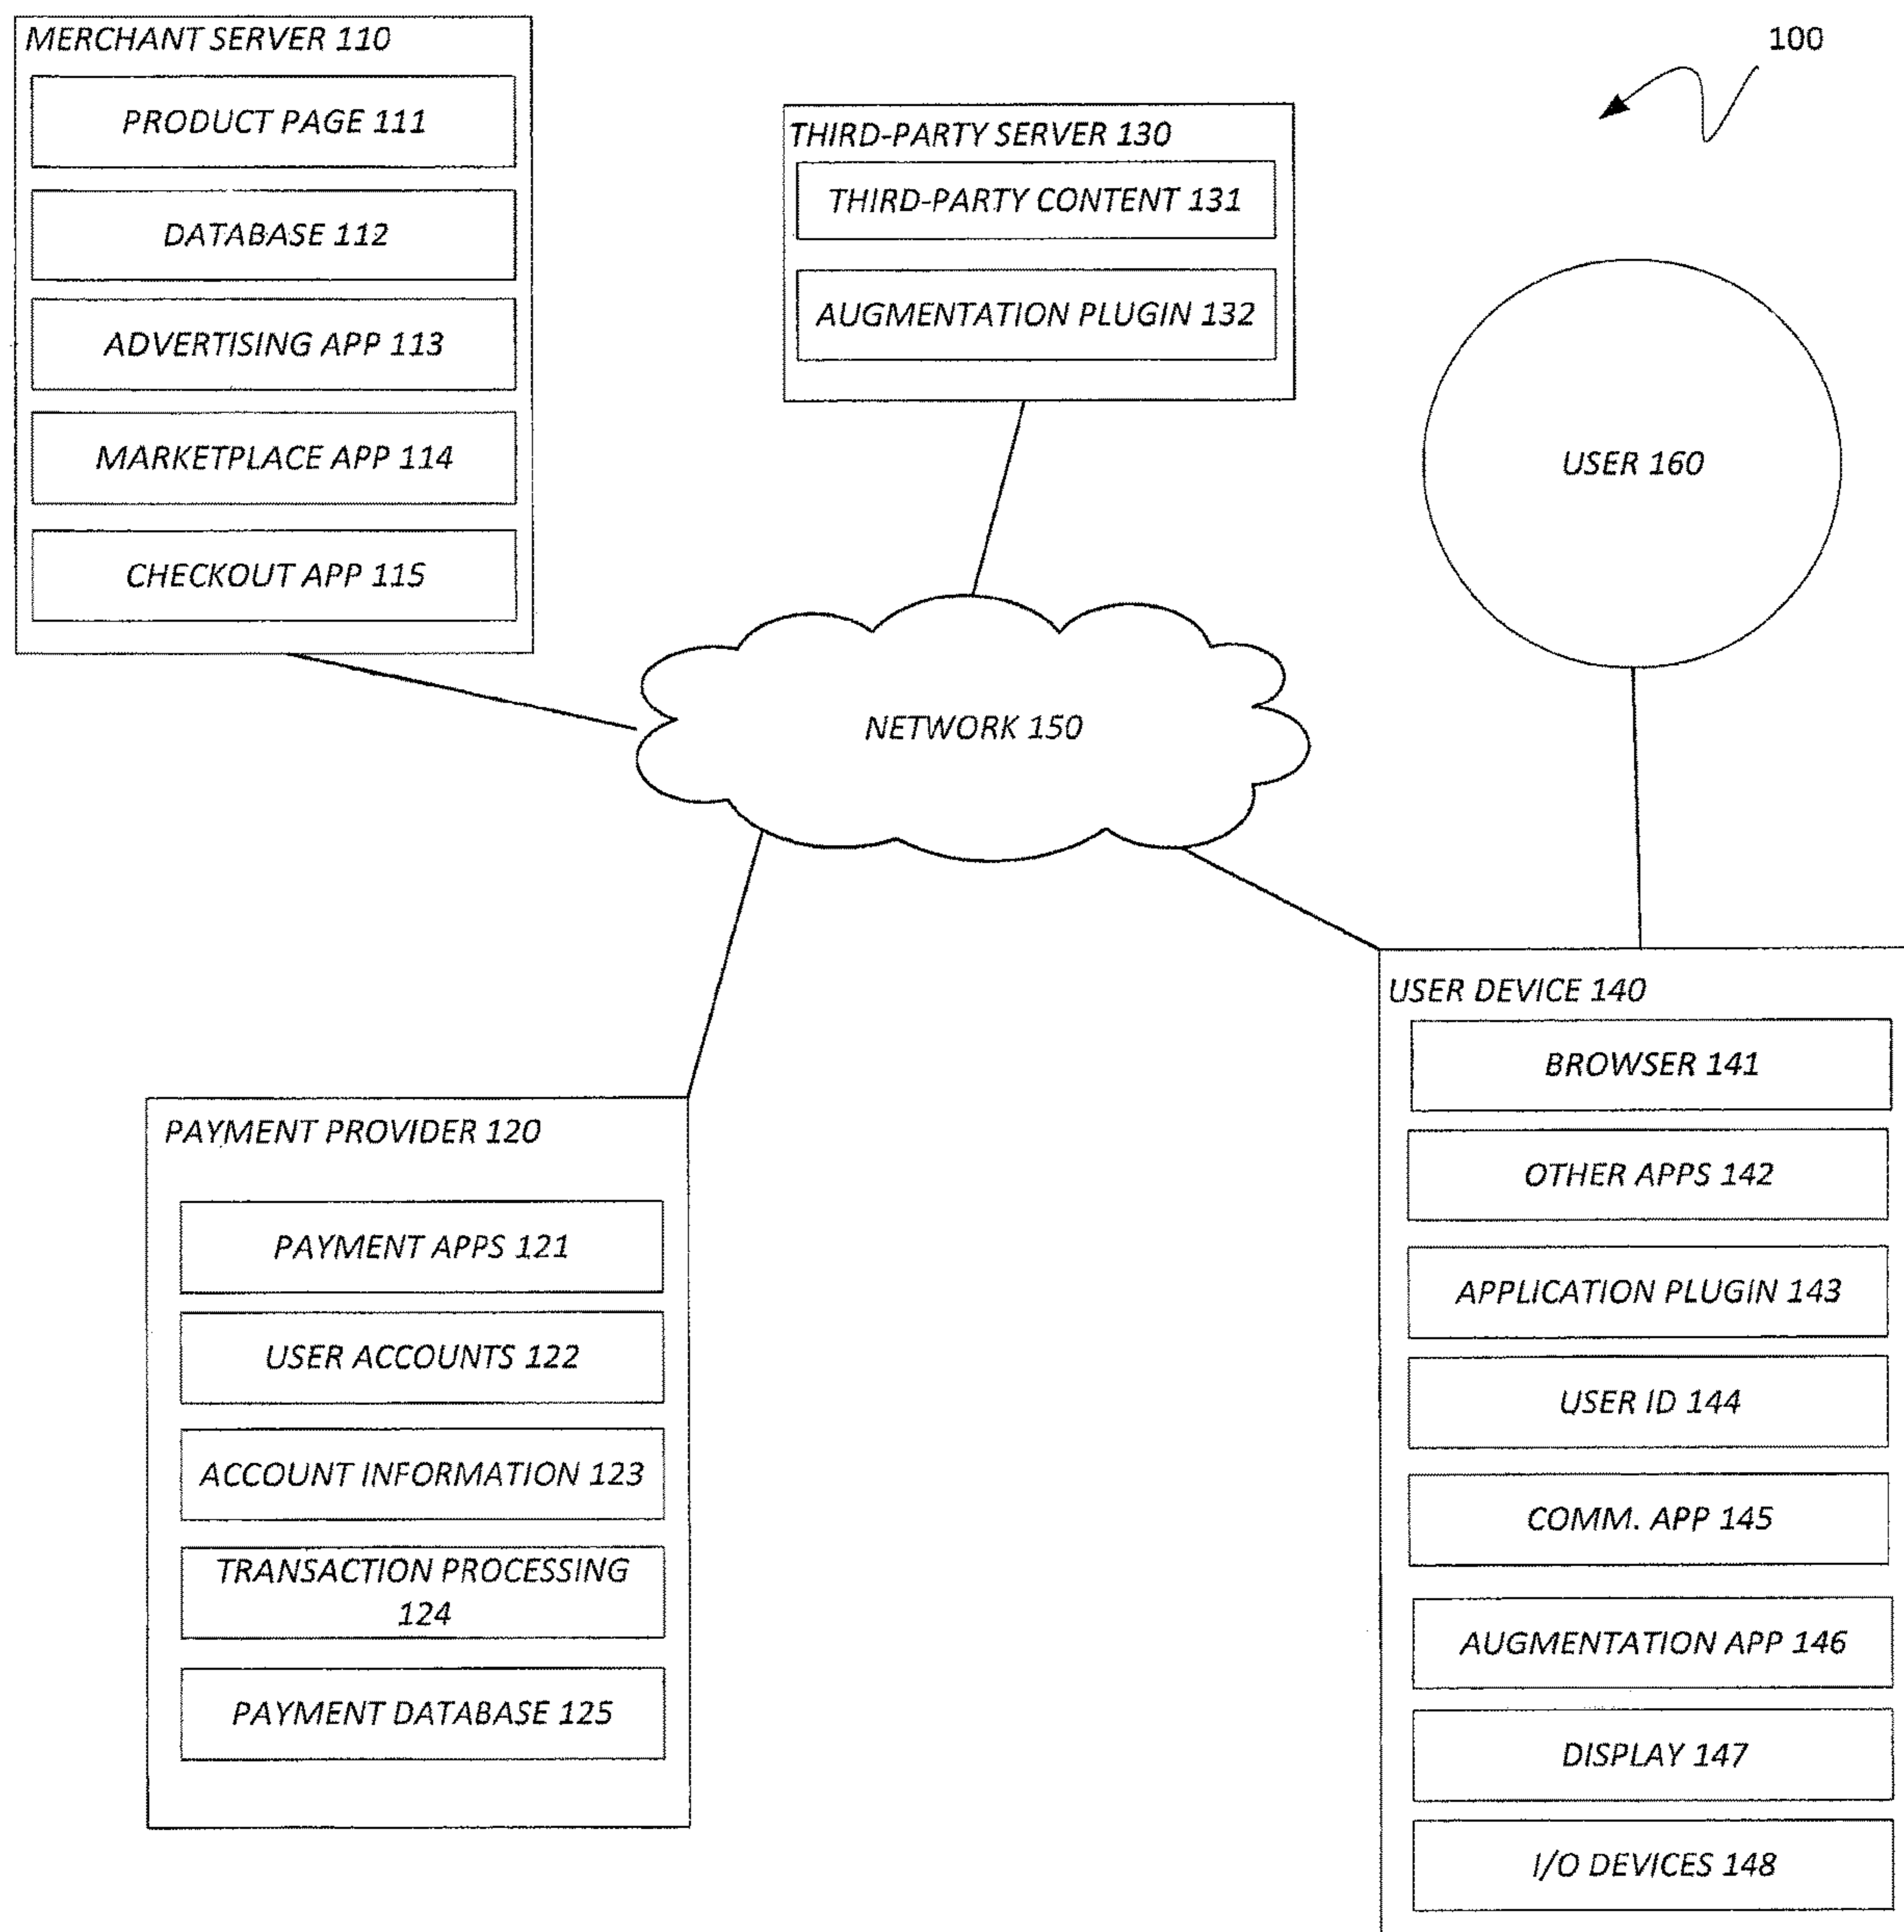 MERCHANT SERVER 110
PRODUCT PAGE 111
DATABASE 112
ADVERTISING APP 113
MARKETPLACE APP 114
CHECKOUT APP 115
THIRD-PARTY SERVER 130
THIRD-PARTY CONTENT 131
AUGMENTATION PLUGIN 132
100
USER 160
NETWORK 150
PAYMENT PROVIDER 120
PAYMENT APPS 121
USER ACCOUNTS 122
ACCOUNT INFORMATION 123
TRANSACTION PROCESSING
124
PAYMENT DATABASE 125
USER DEVICE 140
BROWSER 141
OTHER APPS 142
APPLICATION PLUGIN 143
USER ID 144
COMM. APP 145
AUGMENTATION APP 146
DISPLAY 147
I/O DEVICES 148